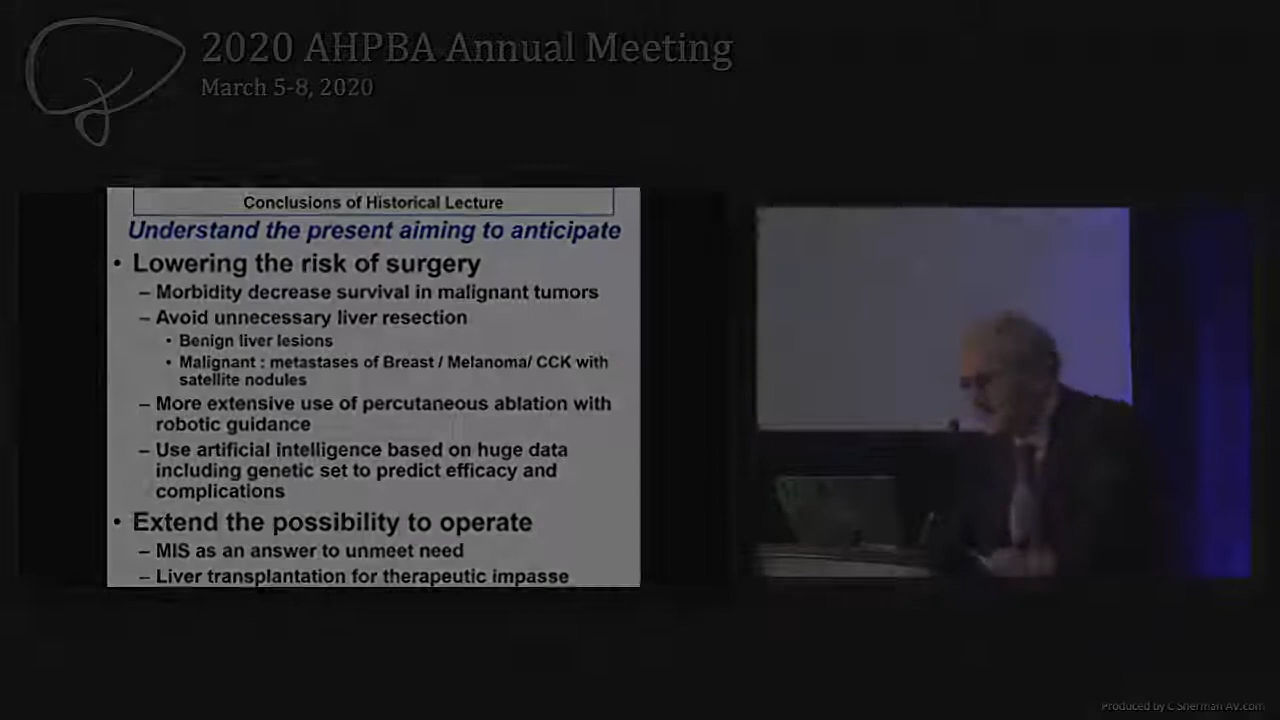 2020 AHPBA Annual Meeting
March 5-8, 2020
Conclusions of Historical Lecture
Understand the present aiming to anticipate
• Lowering the risk of surgery
– Morbidity decrease survival in malignant tumors
– Avoid unnecessary liver resection
• Benign liver lesions
• Malignant : metastases of Breast / Melanoma/ CCK with
satellite nodules
– More extensive use of percutaneous ablation with
robotic guidance
– Use artificial intelligence based on huge data
including genetic set to predict efficacy and
complications
• Extend the possibility to operate
– MIS as an answer to unmeet need
– Liver transplantation for therapeutic impasse
Produced by C Sherman AV.com